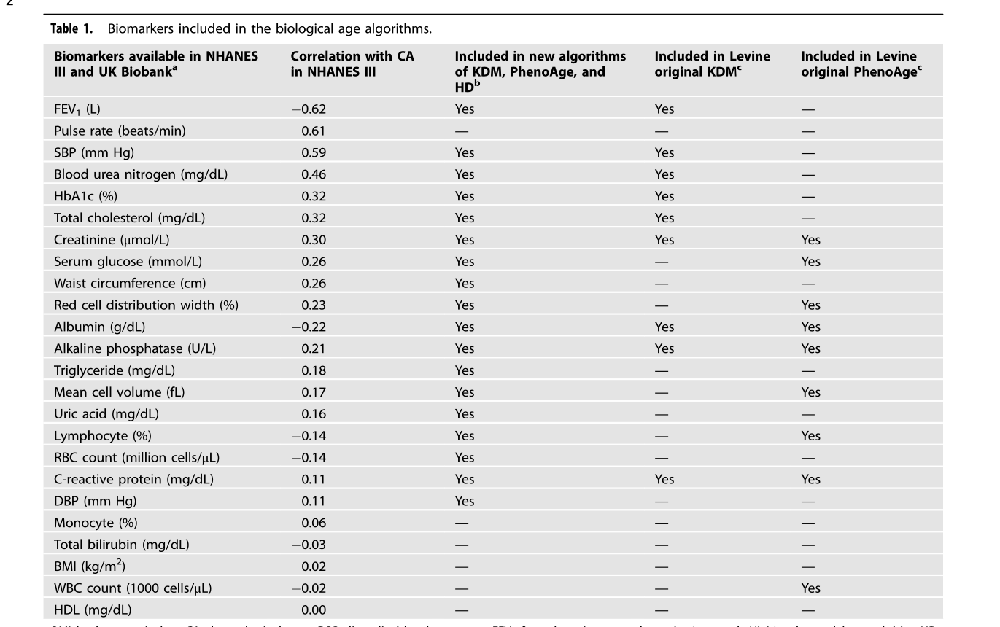 2
Table 1. Biomarkers included in the biological age algorithms.
Biomarkers available in NHANES III and UK Biobankᵃ Correlation with CA in NHANES III Included in new algorithms of KDM, PhenoAge, and HDᵇ Included in Levine original KDMᶜ Included in Levine original PhenoAgeᶜ
FEV₁ (L) −0.62 Yes Yes —
Pulse rate (beats/min) 0.61 — — —
SBP (mm Hg) 0.59 Yes Yes —
Blood urea nitrogen (mg/dL) 0.46 Yes Yes —
HbA1c (%) 0.32 Yes Yes —
Total cholesterol (mg/dL) 0.32 Yes Yes —
Creatinine (μmol/L) 0.30 Yes Yes Yes
Serum glucose (mmol/L) 0.26 Yes — Yes
Waist circumference (cm) 0.26 Yes — —
Red cell distribution width (%) 0.23 Yes — Yes
Albumin (g/dL) −0.22 Yes Yes Yes
Alkaline phosphatase (U/L) 0.21 Yes Yes Yes
Triglyceride (mg/dL) 0.18 Yes — —
Mean cell volume (fL) 0.17 Yes — Yes
Uric acid (mg/dL) 0.16 Yes — —
Lymphocyte (%) −0.14 Yes — Yes
RBC count (million cells/μL) −0.14 Yes — —
C-reactive protein (mg/dL) 0.11 Yes Yes Yes
DBP (mm Hg) 0.11 Yes — —
Monocyte (%) 0.06 — — —
Total bilirubin (mg/dL) −0.03 — — —
BMI (kg/m²) 0.02 — — —
WBC count (1000 cells/μL) −0.02 — — Yes
HDL (mg/dL) 0.00 — — —